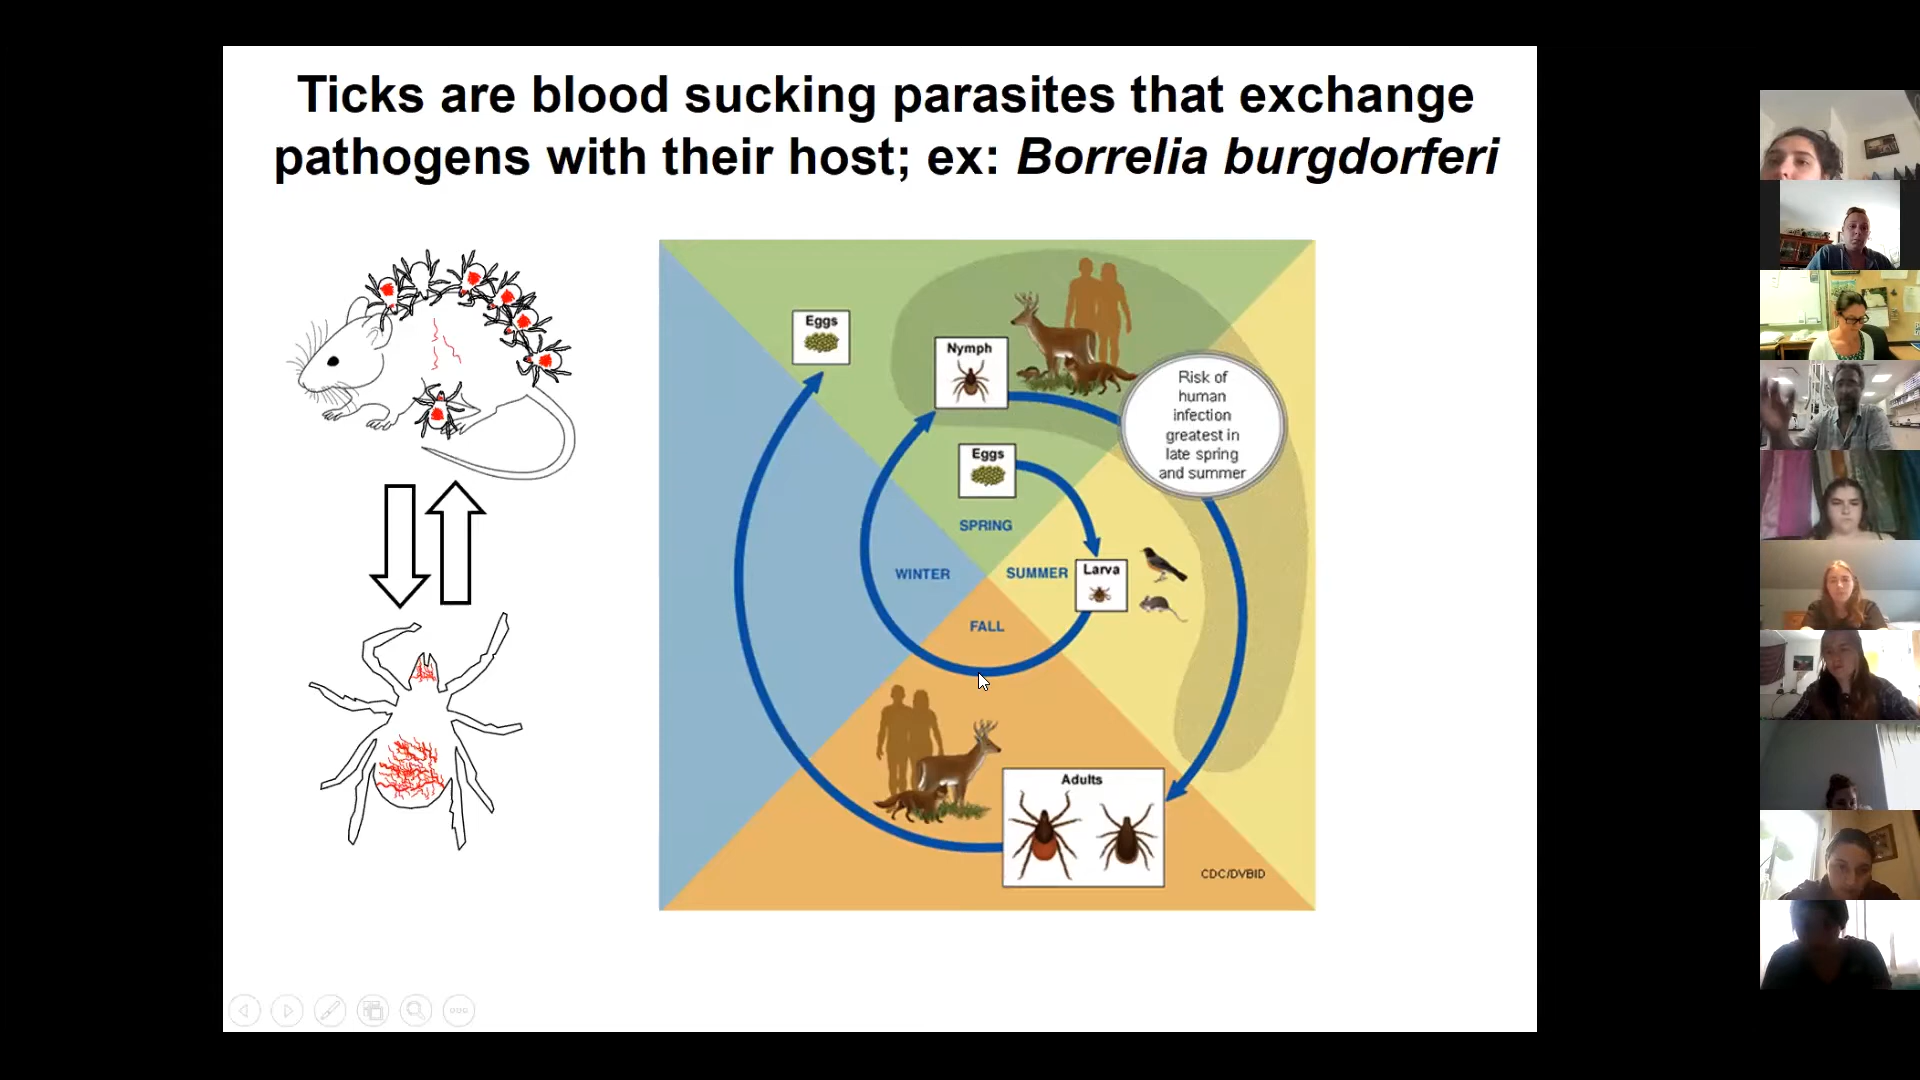 Ticks are blood sucking parasites that exchange
pathogens with their host; ex: Borrelia burgdorferi
Eggs
Nymph
Risk of
human
infection
greatest in
late spring
and summer
Eggs
SPRING
WINTER
SUMMER
Larva
FALL
Adults
CDC/DVBID